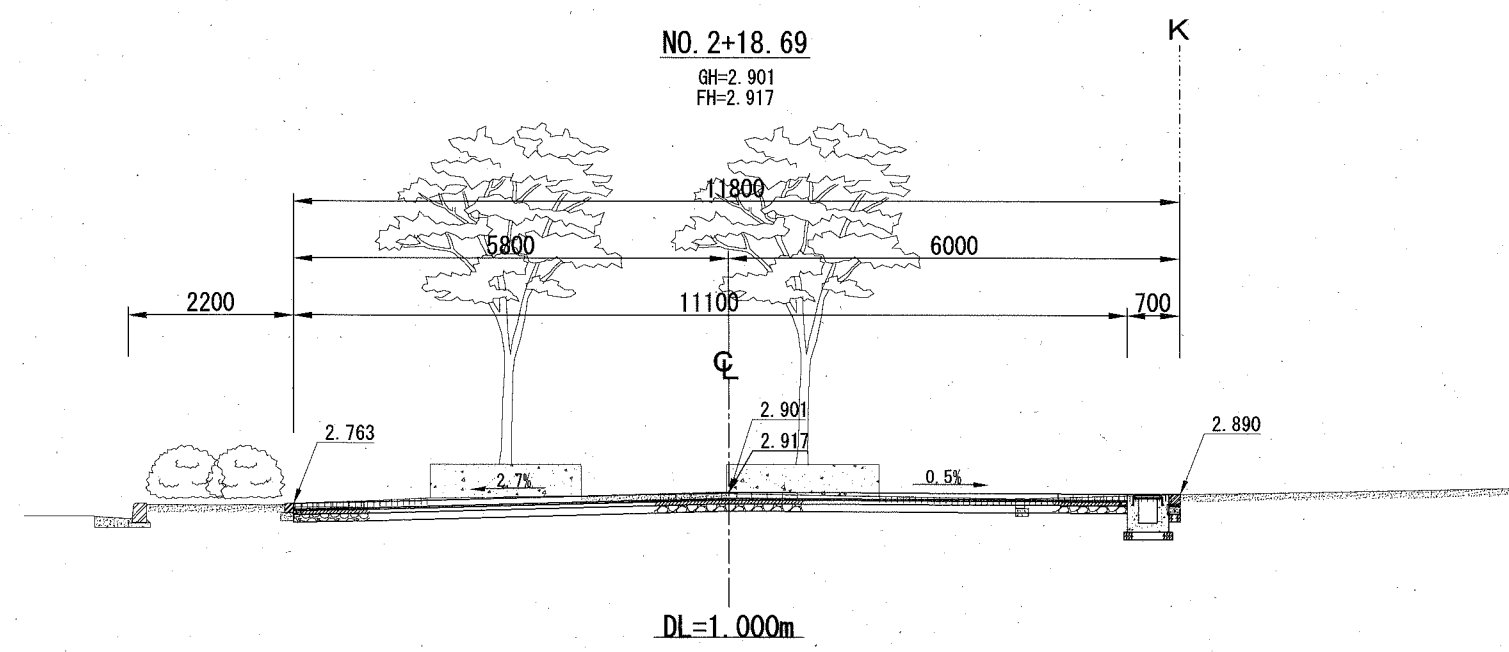 NO. 2+18. 69
GH=2. 901
FH=2. 917
K
11800
5800
6000
2200
11100
700
CL
2. 901
2. 763
2. 917
2. 890
2. 7%
0. 5%
DL=1. 000m